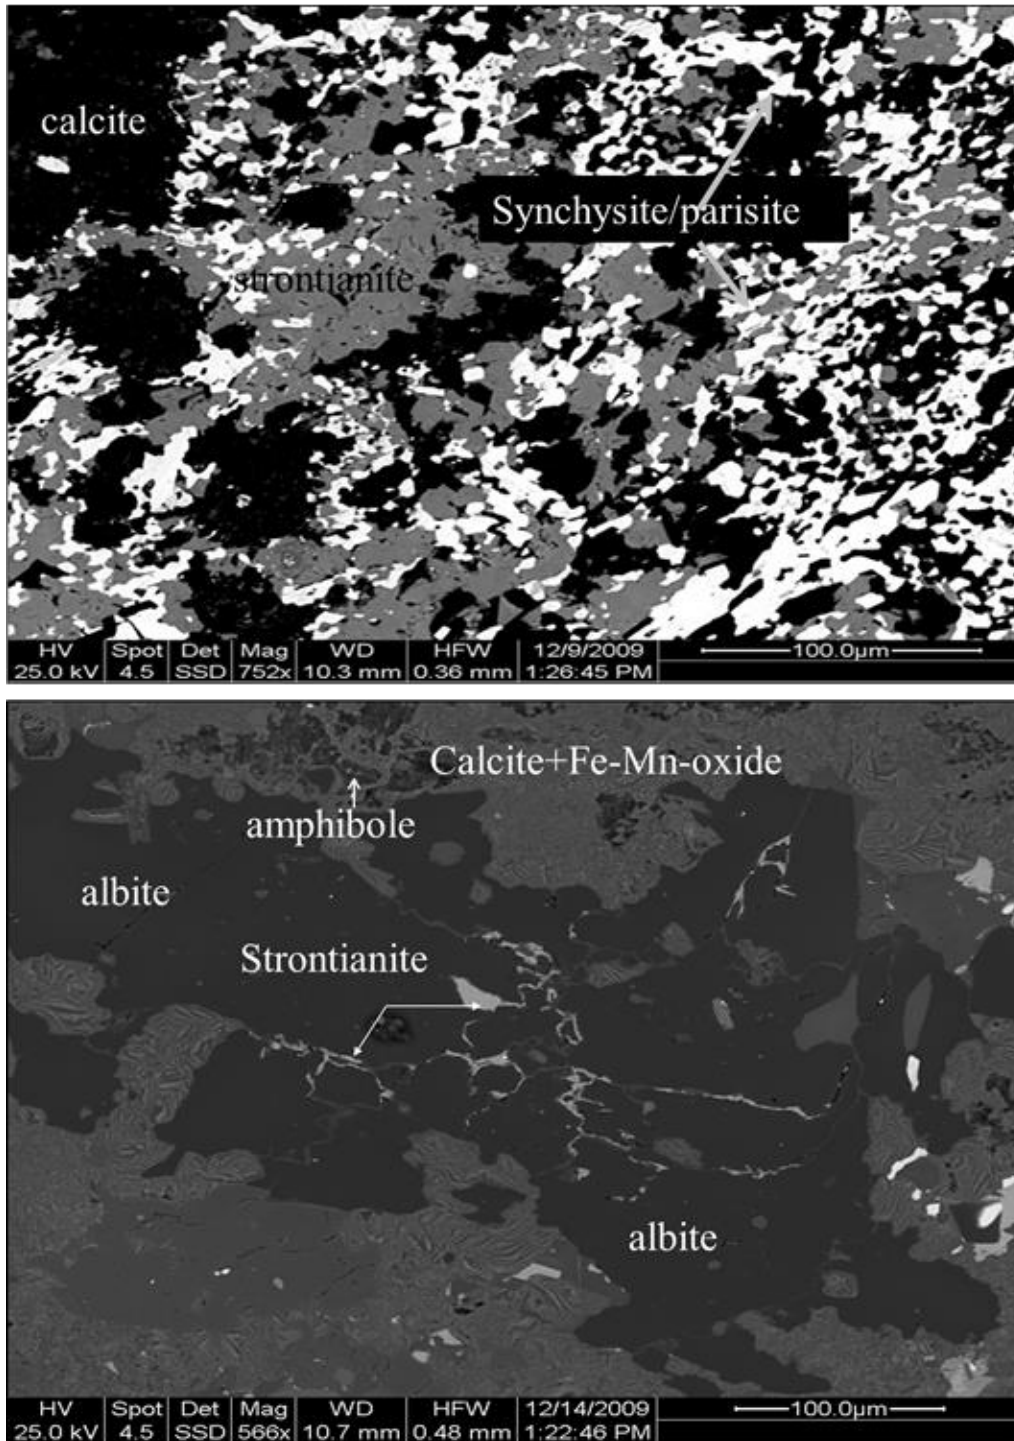 calcite
Synchysite/parisite
strontianite
HV Spot Det Mag WD HFW 12/9/2009 100.0µm
25.0 kV 4.5 SSD 752x 10.3 mm 0.36 mm 1:26:45 PM
Calcite+Fe-Mn-oxide
amphibole
albite
Strontianite
albite
HV Spot Det Mag WD HFW 12/14/2009 100.0µm
25.0 kV 4.5 SSD 566x 10.7 mm 0.48 mm 1:22:46 PM